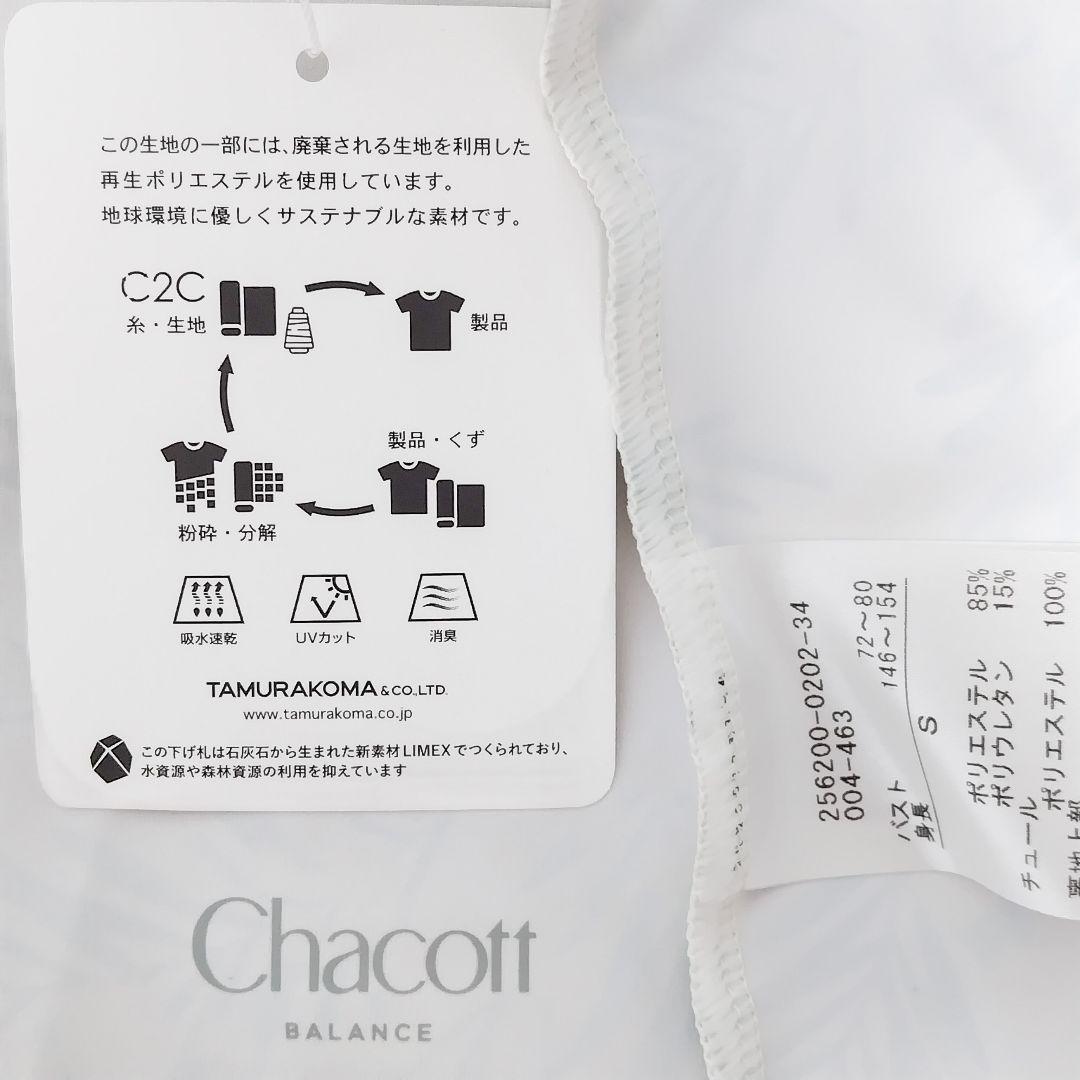 この生地の一部には、廃棄される生地を利用した
再生ポリエステルを使用しています。
地球環境に優しくサステナブルな素材です。
C2C
糸・生地
製品
製品・くず
粉砕・分解
吸水速乾
UVカット
消臭
TAMURAKOMA & CO.,LTD.
www.tamurakoma.co.jp
この下げ札は石灰石から生まれた新素材LIMEXでつくられており、
水資源や森林資源の利用を抑えています
Chacott
BALANCE
256200-0202-34
004-463
バスト 72～80
身長 146～154
S
ポリエステル 85%
ポリウレタン 15%
チュール
ポリエステル 100%
裏地上部